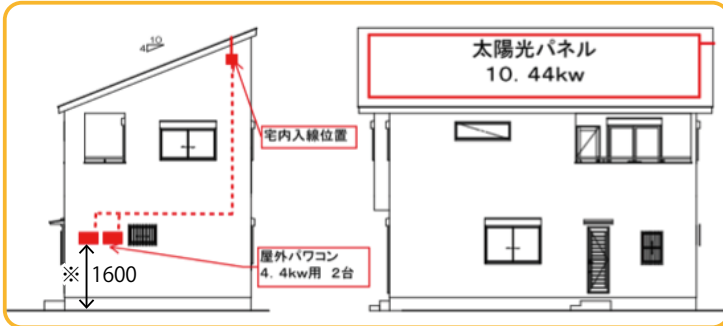 10
4
太陽光パネル
10. 44kw
宅内入線位置
屋外パワコン
4. 4kw用 2台
※ 1600